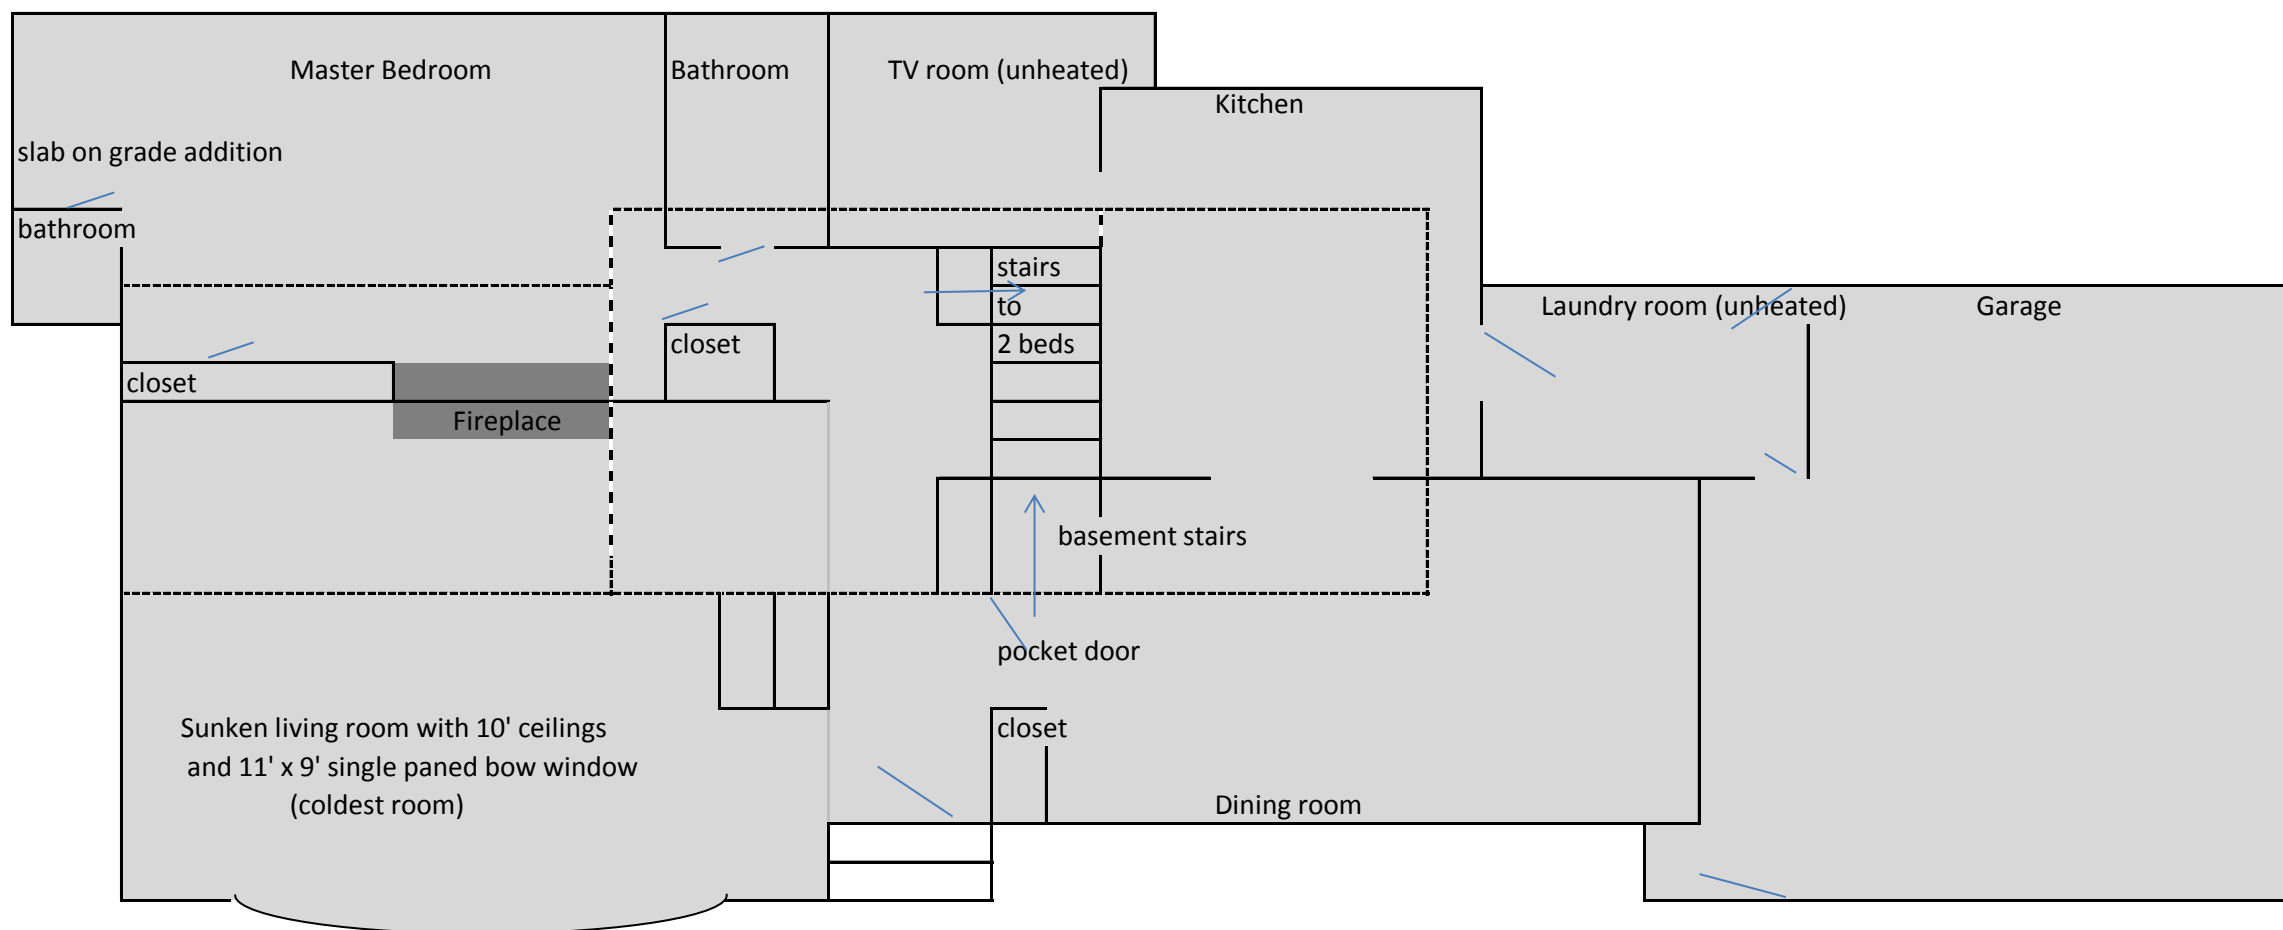 Master Bedroom
Bathroom
TV room (unheated)
Kitchen
slab on grade addition
bathroom
stairs
to
2 beds
Laundry room (unheated)
Garage
closet
closet
Fireplace
basement stairs
pocket door
closet
Sunken living room with 10' ceilings
and 11' x 9' single paned bow window
(coldest room)
Dining room